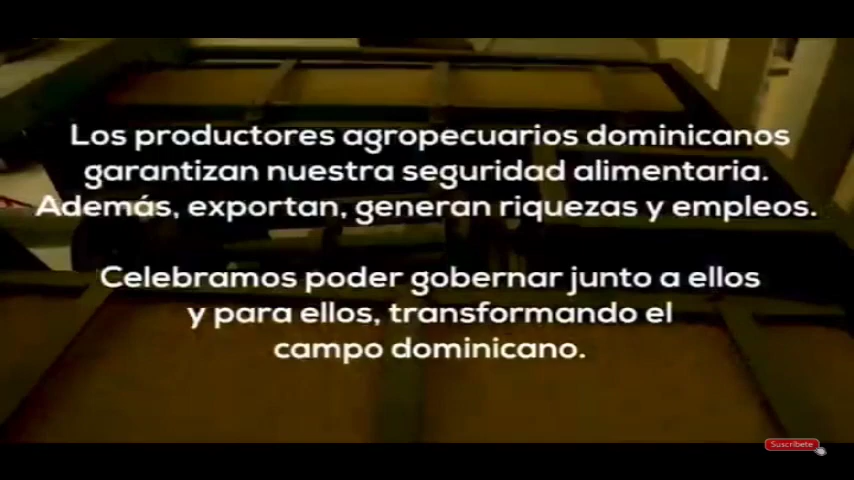 Los productores agropecuarios dominicanos
garantizan nuestra seguridad alimentaria.
Además, exportan, generan riquezas y empleos.
Celebramos poder gobernar junto a ellos
y para ellos, transformando el
campo dominicano.
Suscríbete